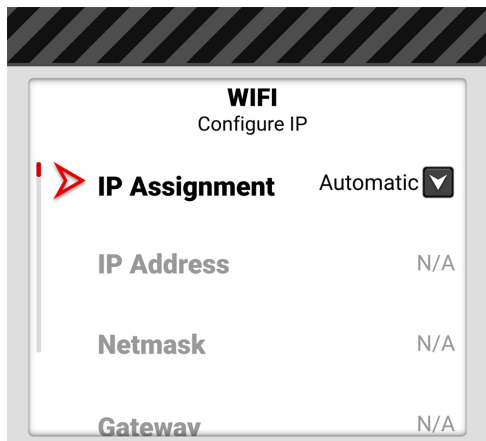 WIFI
Configure IP
IP Assignment Automatic
IP Address N/A
Netmask N/A
Gateway N/A